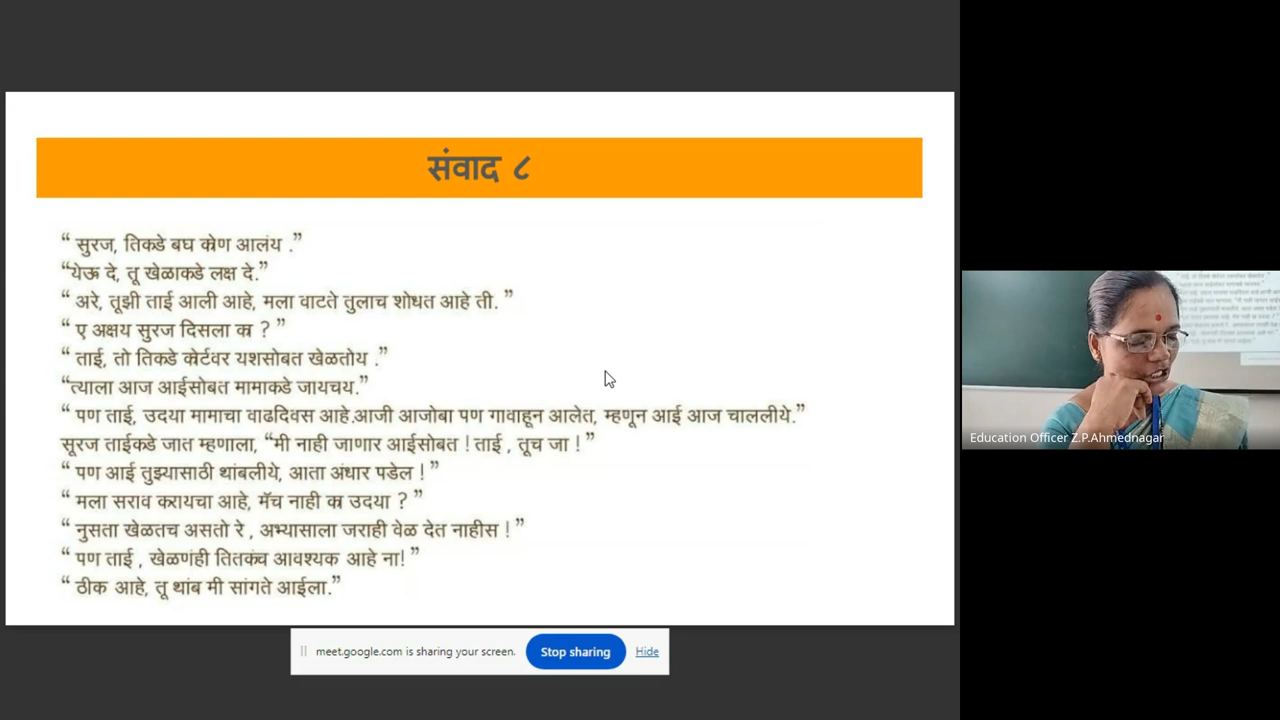 संवाद ८
“ सुरज, तिकडे बघ कोण आलंय .”
“येऊ दे, तू खेळाकडे लक्ष दे.”
“ अरे, तूझी ताई आली आहे, मला वाटते तुलाच शोधत आहे ती. ”
“ ए अक्षय सुरज दिसला का ? ”
“ ताई, तो तिकडे कोर्टवर यशसोबत खेळतोय .”
“त्याला आज आईसोबत मामाकडे जायचय.”
“ पण ताई, उदया मामाचा वाढदिवस आहे.आजी आजोबा पण गावाहून आलेत, म्हणून आई आज चाललीये.”
सूरज ताईकडे जात म्हणाला, “मी नाही जाणार आईसोबत ! ताई , तूच जा ! ”
“ पण आई तुझ्यासाठी थांबलीये, आता अंधार पडेल ! ”
“ मला सराव करायचा आहे, मॅच नाही का उदया ? ”
“ नुसता खेळतच असतो रे , अभ्यासाला जराही वेळ देत नाहीस ! ”
“ पण ताई , खेळणंही तितकंच आवश्यक आहे ना! ”
“ ठीक आहे, तू थांब मी सांगते आईला.”
Education Officer Z.P.Ahmednagar
meet.google.com is sharing your screen.
Stop sharing
Hide